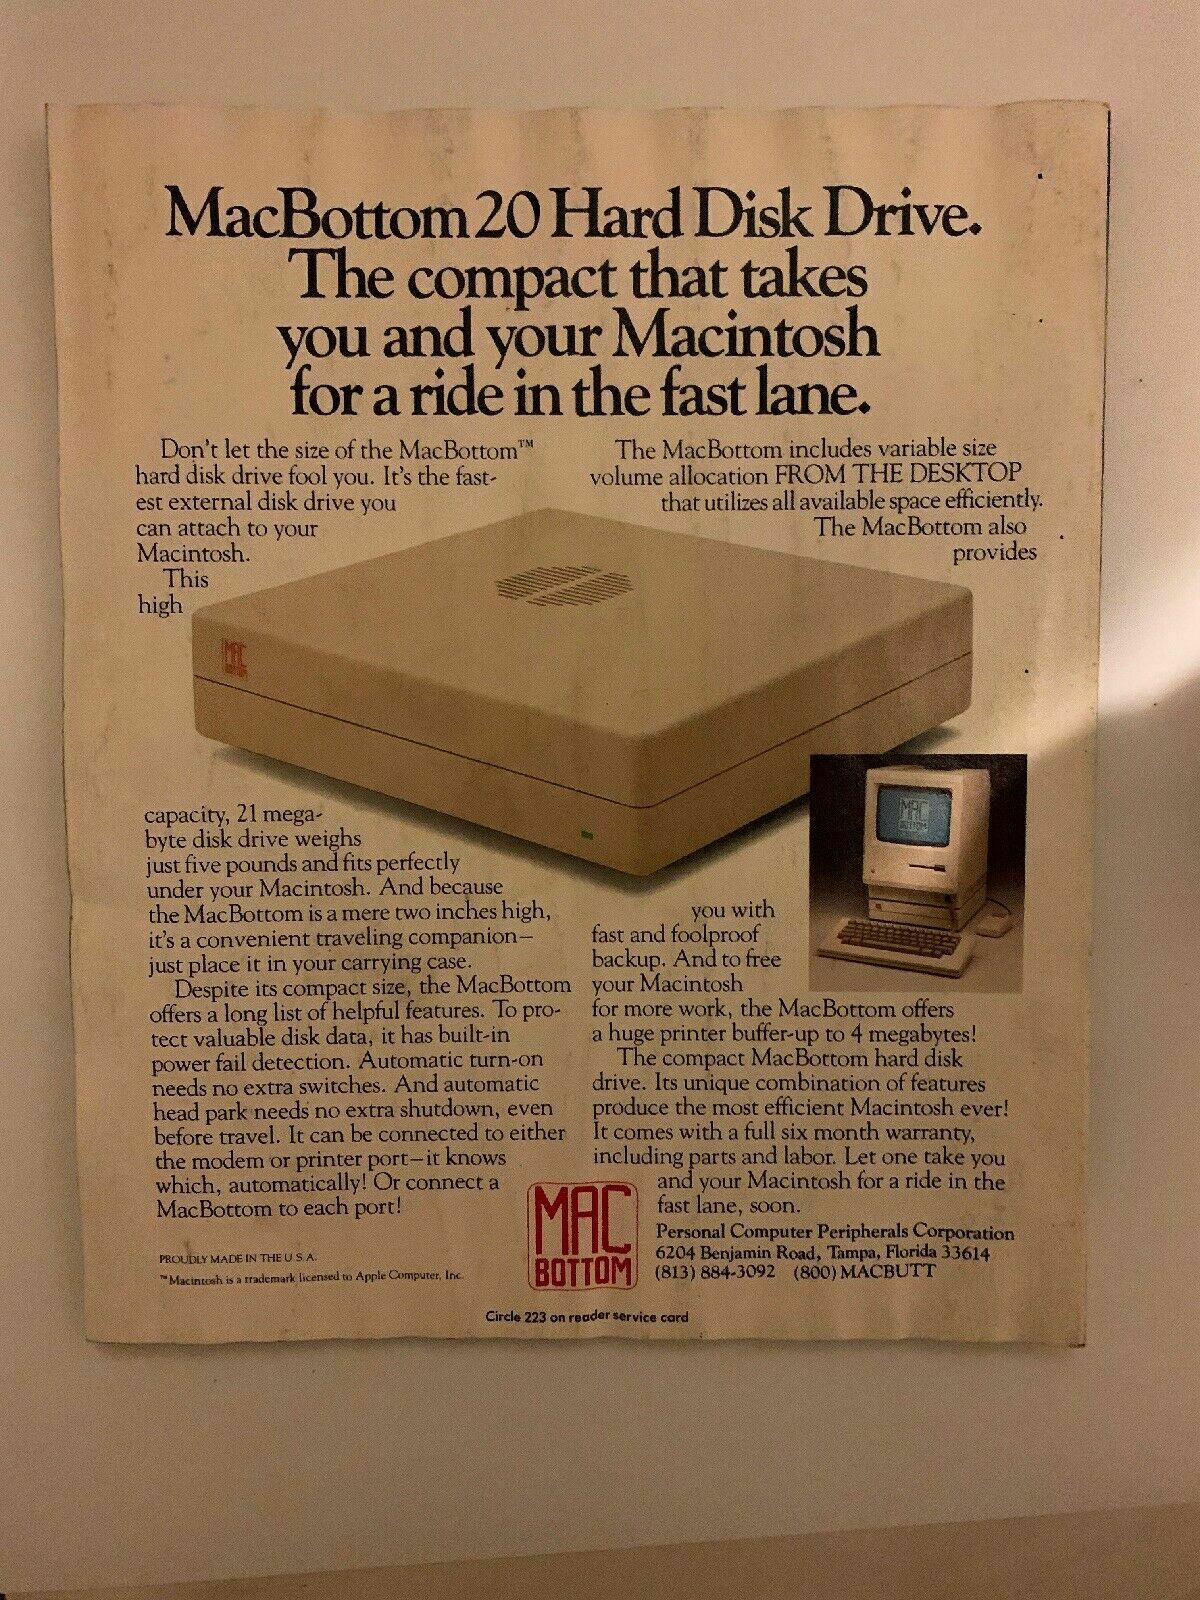 MacBottom 20 Hard Disk Drive.
The compact that takes
you and your Macintosh
for a ride in the fast lane.
Don't let the size of the MacBottom™
hard disk drive fool you. It's the fast-
est external disk drive you
can attach to your
Macintosh.
This
high
MAC
BOTTOM
capacity, 21 mega-
byte disk drive weighs
just five pounds and fits perfectly
under your Macintosh. And because
the MacBottom is a mere two inches high,
it's a convenient traveling companion—
just place it in your carrying case.
Despite its compact size, the MacBottom
offers a long list of helpful features. To pro-
tect valuable disk data, it has built-in
power fail detection. Automatic turn-on
needs no extra switches. And automatic
head park needs no extra shutdown, even
before travel. It can be connected to either
the modem or printer port—it knows
which, automatically! Or connect a
MacBottom to each port!
The MacBottom includes variable size
volume allocation FROM THE DESKTOP
that utilizes all available space efficiently.
The MacBottom also
provides
MAC
BOTTOM
you with
fast and foolproof
backup. And to free
your Macintosh
for more work, the MacBottom offers
a huge printer buffer-up to 4 megabytes!
The compact MacBottom hard disk
drive. Its unique combination of features
produce the most efficient Macintosh ever!
It comes with a full six month warranty,
including parts and labor. Let one take you
and your Macintosh for a ride in the
fast lane, soon.
MAC
BOTTOM
Personal Computer Peripherals Corporation
6204 Benjamin Road, Tampa, Florida 33614
(813) 884-3092 (800) MACBUTT
PROUDLY MADE IN THE U.S.A.
™Macintosh is a trademark licensed to Apple Computer, Inc.
Circle 223 on reader service card